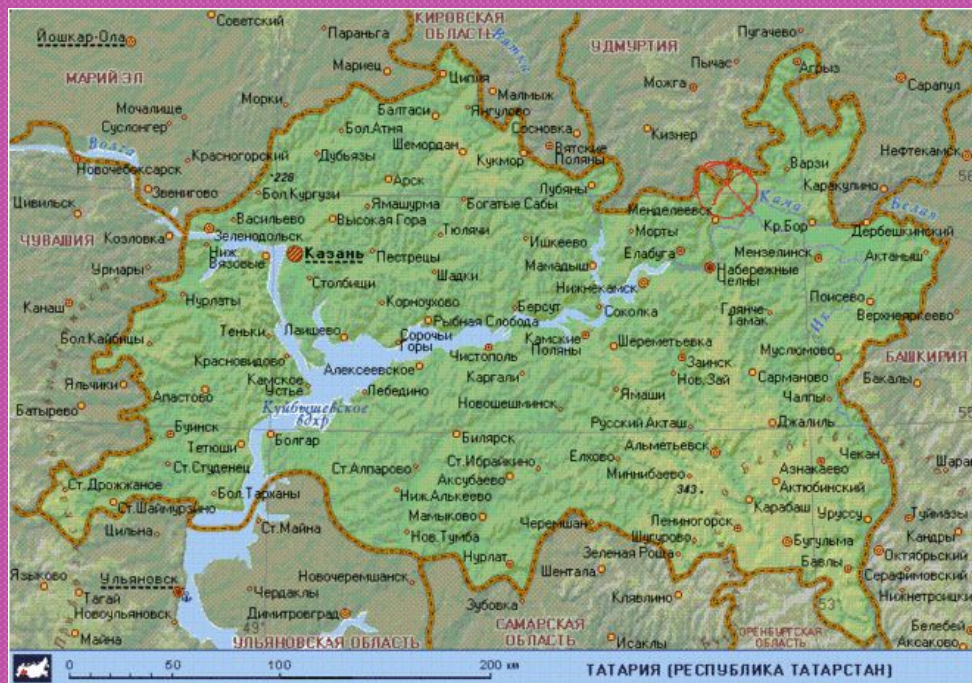 Советский
КИРОВСКАЯ
ОБЛАСТЬ
Параньга
Вятка
УДМУРТИЯ
Пугачево
Йошкар-Ола
Мариец
Ципья
Пычас
Агрыз
МАРИЙ ЭЛ
Можга
Сарапул
Малмыж
Морки
Янгулово
Мочалище
Балтаси
Суслонгер
Бол.Атня
Сосновка
Кизнер
Волга
Шемордан
Вятские
Поляны
Красногорский
Дубьязы
Кукмор
Нефтекамск
Новочебоксарск
228
Варзи
56
Звенигово
Арск
Лубяны
Каракулино
Бол.Кургузи
Цивильск
Ямашурма
Богатые Сабы
Кама
Белая
Васильево
Высокая Гора
Менделеевск
Козловка
Зеленодольск
Тюлячи
Морты
Кр.Бор
Дербешкинский
ЧУВАШИЯ
Ишкеево
Елабуга
Ниж.
Вязовые
Казань
Пестрецы
Мензелинск
Актаныш
Урмары
Шадки
Мамадыш
Набережные
Челны
Столбищи
Нижнекамск
Канаш
Нурлаты
Корноухово
Берсут
Поисево
Соколка
Глянче-
Тамак
Ик
Верхнеяркеево
Теньки
Лаишево
Рыбная Слобода
Бол.Кайбицы
Сорочьи
Горы
Камские
Поляны
Шереметьевка
Красновидово
Чистополь
Заинск
Муслюмово
БАШКИРИЯ
Алексеевское
Яльчики
Камское
Устье
Каргали
Нов.Зай
Сарманово
Бакалы
Апастово
Лебедино
Ямаши
Чалпы
Батырево
Куйбышевское
вдхр
Новошешминск
Русский Акташ
Джалиль
Буинск
Болгар
Билярск
Тетюши
Альметьевск
Елхово
Чекан
Ст.Студенец
Ст.Алпарово
Ст.Ибрайкино
Азнакаево
Миннибаево
Ст.Дрожжаное
Аксубаево
Бол.Тарханы
Ниж.Алькеево
343
Актюбинский
Ст.Шаймурзино
Карабаш
Мамыково
Уруссу
Ст.Майна
Черемшан
Лениногорск
Туймазы
Цильна
Нов.Тумба
Шугурово
Кандры
Бугульма
Нурлат
Зеленая Роща
Октябрьский
Языково
Ульяновск
Новочеремшанск
Шентала
Бавлы
Серафимовский
Тагай
Чердаклы
Клявлино
Нижнетроицкий
Новоульяновск
Димитровград
Зубовка
53°
49°
САМАРСКАЯ
ОБЛАСТЬ
Майна
УЛЬЯНОВСКАЯ ОБЛАСТЬ
Исаклы
ОРЕНБУРГСКАЯ
ОБЛАСТЬ
Белебей
Аксаково
0 50 100 200 км
ТАТАРИЯ (РЕСПУБЛИКА ТАТАРСТАН)